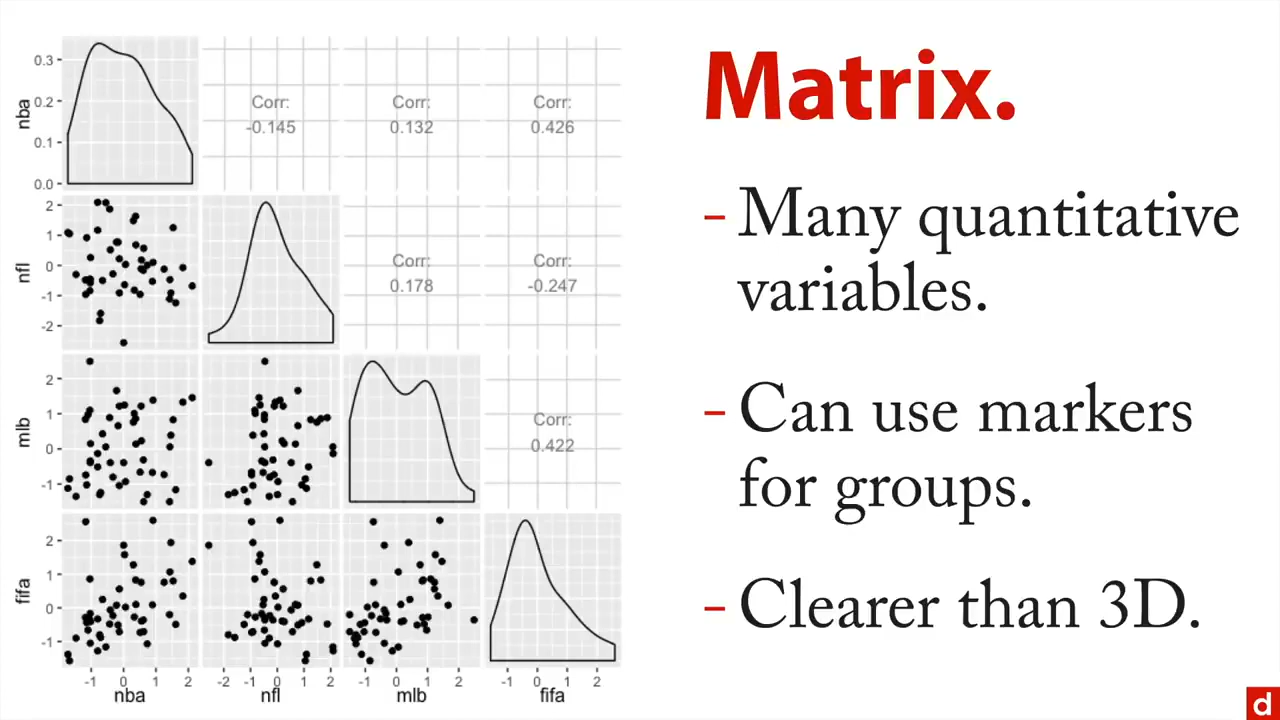 Matrix.
- Many quantitative
variables.
- Can use markers
for groups.
- Clearer than 3D.
nba
0.3
0.2
0.1
0.0
Corr:
-0.145
Corr:
0.132
Corr:
0.426
nfl
2
1
0
-1
-2
Corr:
0.178
Corr:
-0.247
mlb
2
1
0
-1
Corr:
0.422
fifa
2
1
0
-1
-1 0 1 2
nba
-2 -1 0 1 2
nfl
-1 0 1 2
mlb
-1 0 1 2
fifa
d